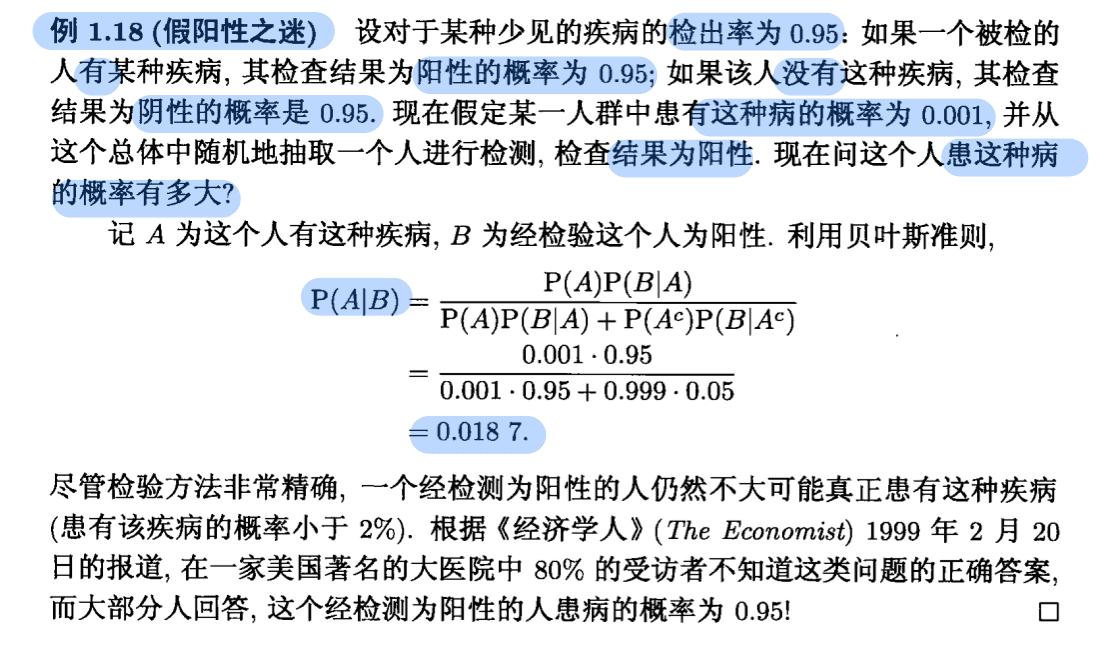 例 1.18 (假阳性之迷) 设对于某种少见的疾病的检出率为 0.95: 如果一个被检的
人有某种疾病, 其检查结果为阳性的概率为 0.95; 如果该人没有这种疾病, 其检查
结果为阴性的概率是 0.95. 现在假定某一人群中患有这种病的概率为 0.001, 并从
这个总体中随机地抽取一个人进行检测, 检查结果为阳性. 现在问这个人患这种病
的概率有多大?
记 A 为这个人有这种疾病, B 为经检验这个人为阳性. 利用贝叶斯准则,
P(A|B) = P(A)P(B|A) / (P(A)P(B|A) + P(Aᶜ)P(B|Aᶜ))
= 0.001 · 0.95 / (0.001 · 0.95 + 0.999 · 0.05)
= 0.018 7.
尽管检验方法非常精确, 一个经检测为阳性的人仍然不大可能真正患有这种疾病
(患有该疾病的概率小于 2%). 根据《经济学人》(The Economist) 1999 年 2 月 20
日的报道, 在一家美国著名的大医院中 80% 的受访者不知道这类问题的正确答案,
而大部分人回答, 这个经检测为阳性的人患病的概率为 0.95! □